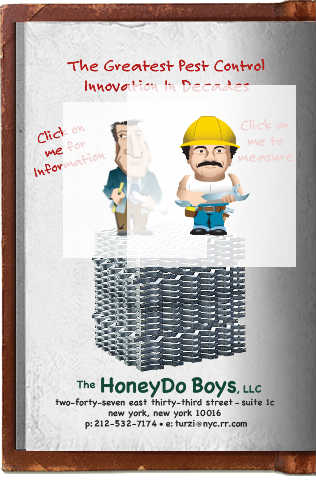 The Greatest Pest Control
Innovation In Decades
Click on
me for
Information
Click on
me to
measure
The HoneyDo Boys, LLC
two-forty-seven east thirty-third street - suite 1c
new york, new york 10016
p: 212-532-7174 • e: turzi@nyc.rr.com